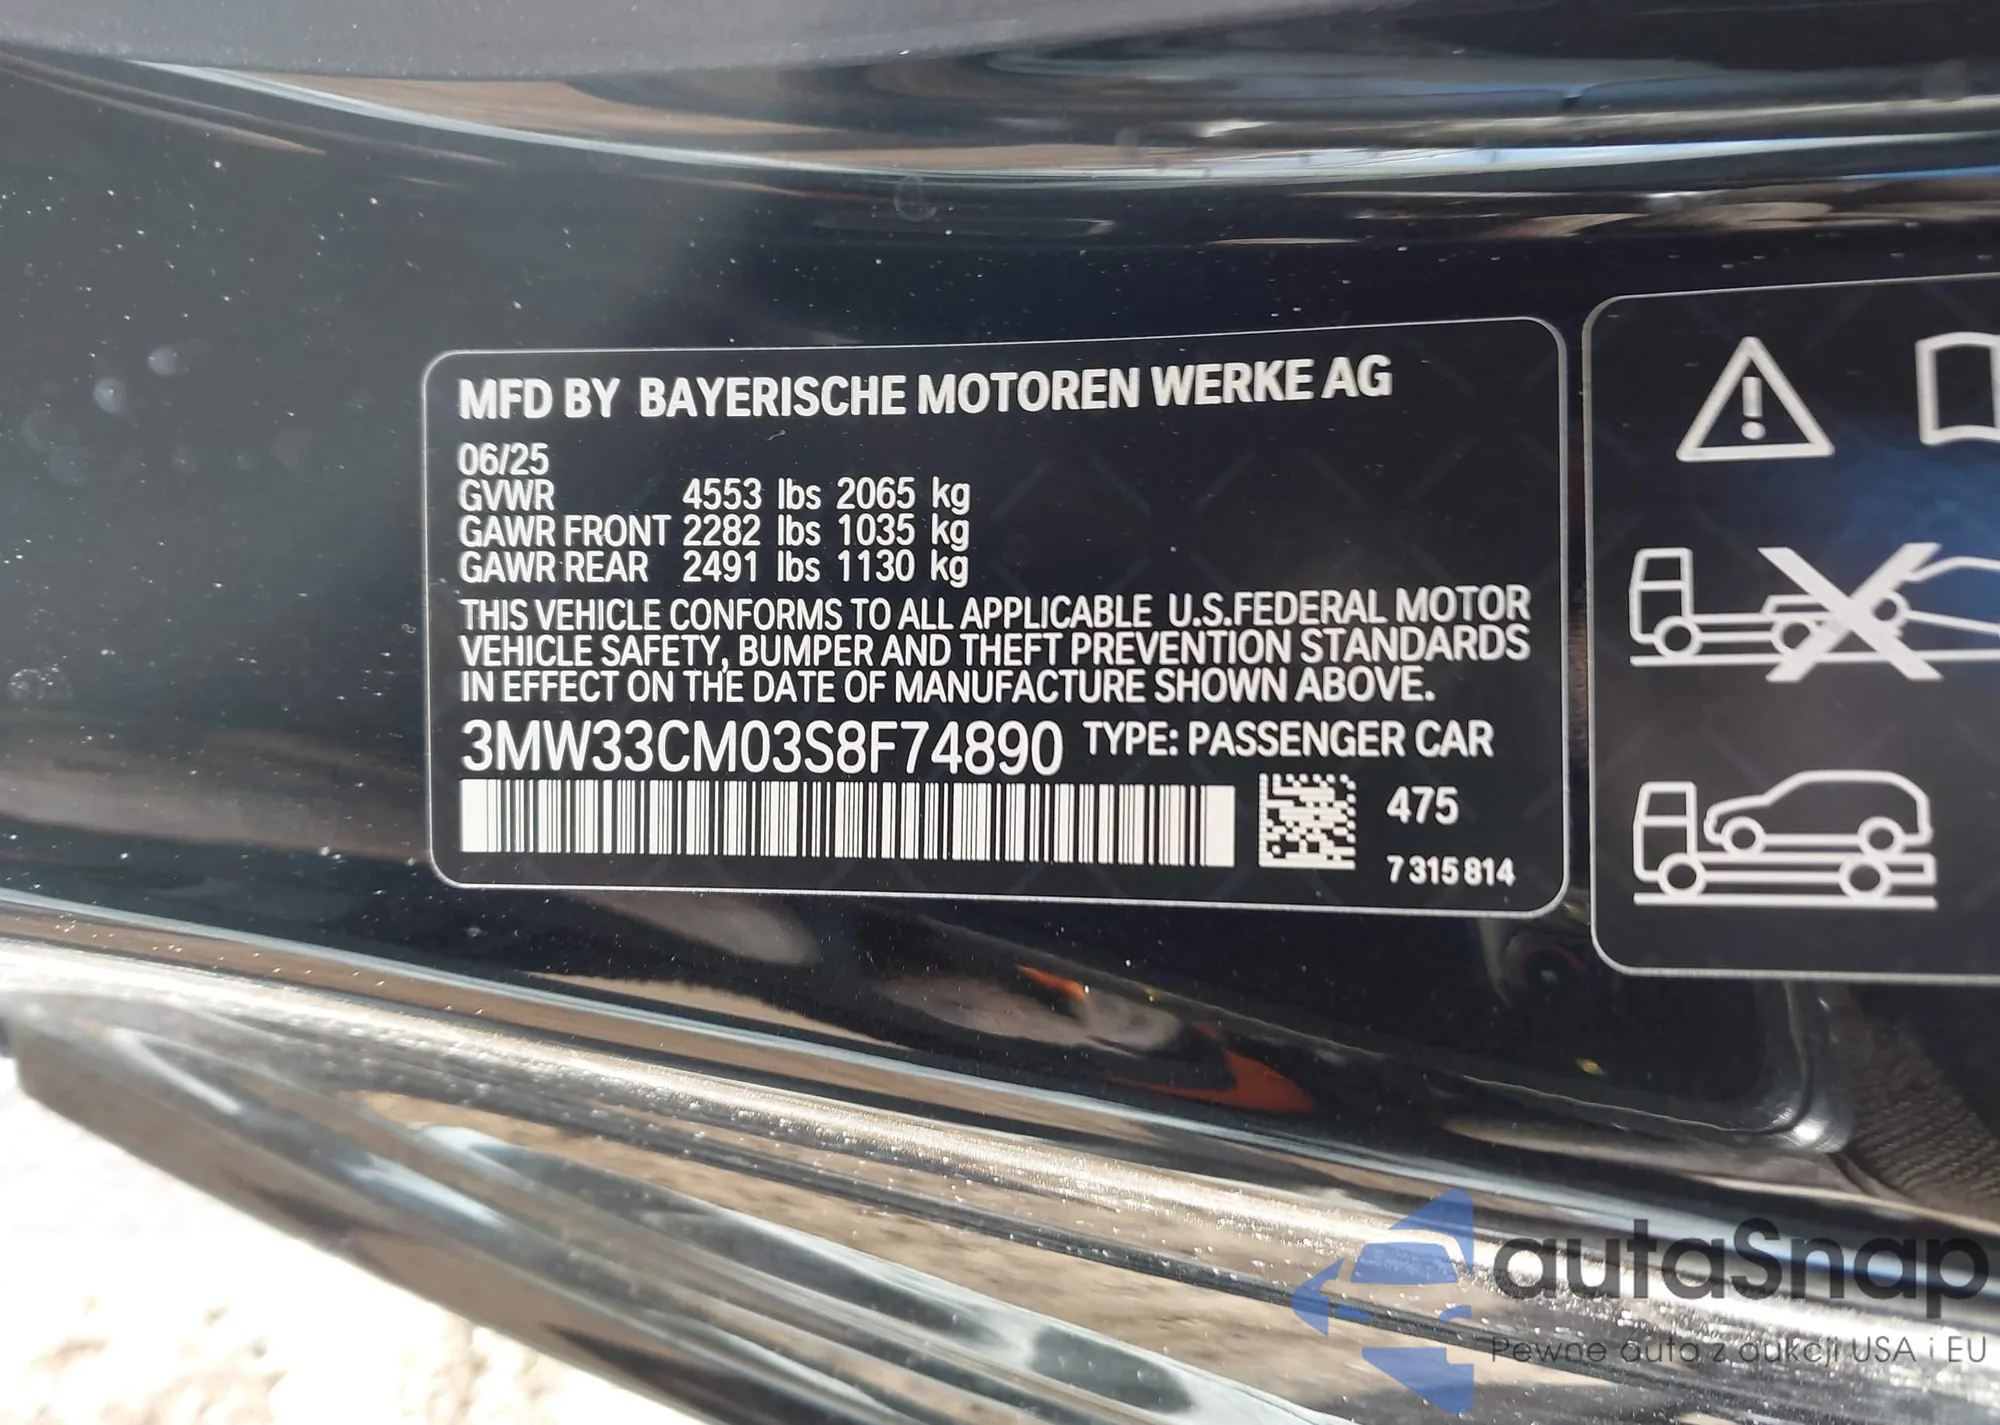 MFD BY BAYERISCHE MOTOREN WERKE AG
06/25
GVWR 4553 lbs 2065 kg
GAWR FRONT 2282 lbs 1035 kg
GAWR REAR 2491 lbs 1130 kg
THIS VEHICLE CONFORMS TO ALL APPLICABLE U.S.FEDERAL MOTOR
VEHICLE SAFETY, BUMPER AND THEFT PREVENTION STANDARDS
IN EFFECT ON THE DATE OF MANUFACTURE SHOWN ABOVE.
3MW33CM03S8F74890 TYPE: PASSENGER CAR
475
7 315 814
autaSnap
Pewne auta z aukcji USA i EU